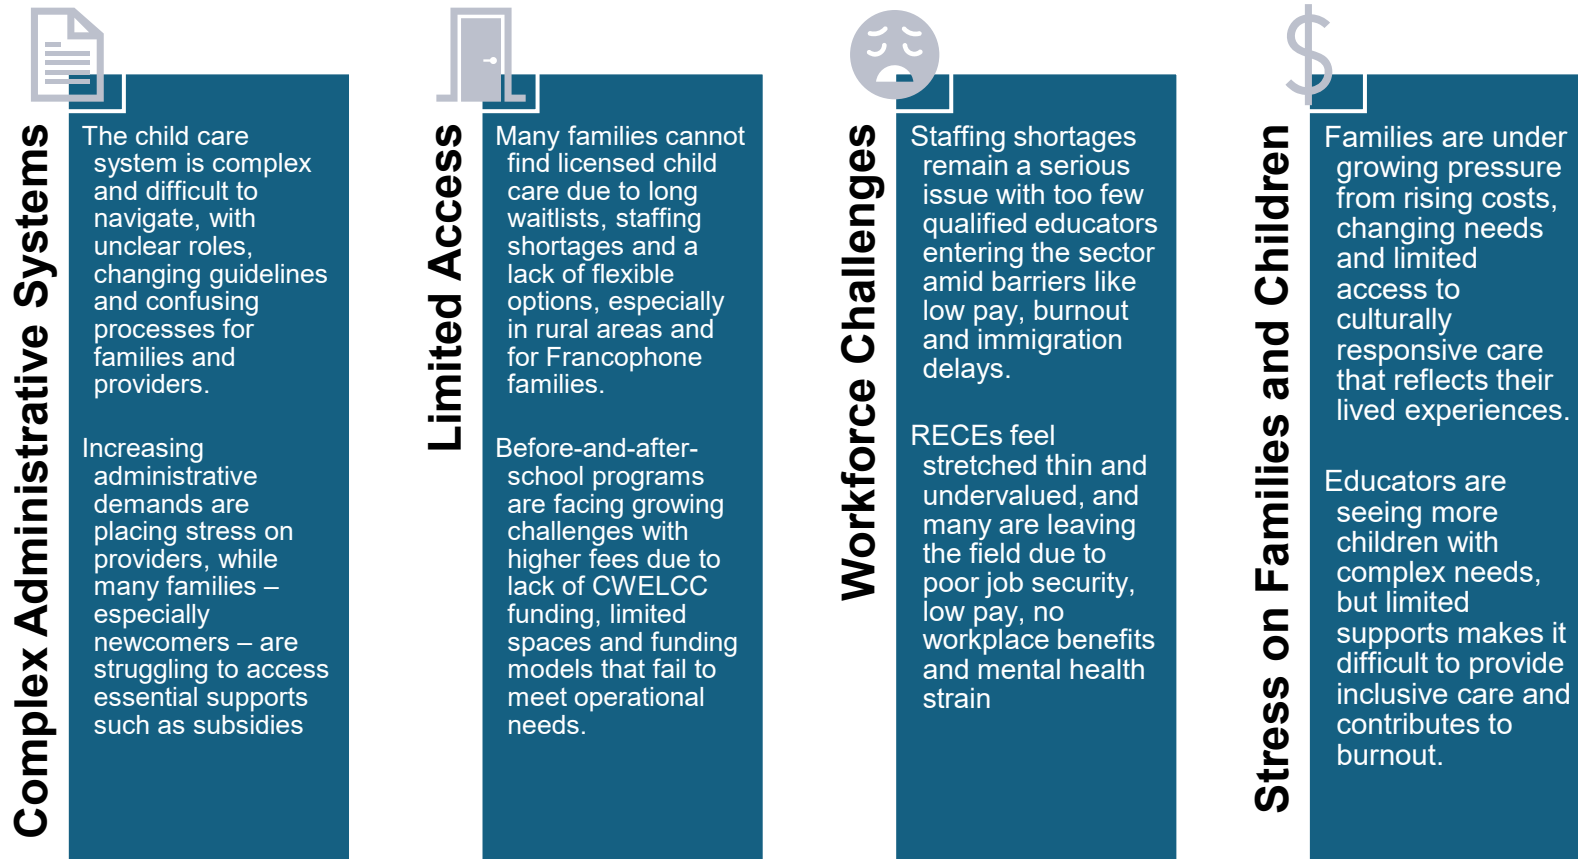 Complex Administrative Systems
The child care
system is complex
and difficult to
navigate, with
unclear roles,
changing guidelines
and confusing
processes for
families and
providers.
Increasing
administrative
demands are
placing stress on
providers, while
many families –
especially
newcomers – are
struggling to access
essential supports
such as subsidies
Limited Access
Many families cannot
find licensed child
care due to long
waitlists, staffing
shortages and a
lack of flexible
options, especially
in rural areas and
for Francophone
families.
Before-and-after-
school programs
are facing growing
challenges with
higher fees due to
lack of CWELCC
funding, limited
spaces and funding
models that fail to
meet operational
needs.
Workforce Challenges
Staffing shortages
remain a serious
issue with too few
qualified educators
entering the sector
amid barriers like
low pay, burnout
and immigration
delays.
RECEs feel
stretched thin and
undervalued, and
many are leaving
the field due to
poor job security,
low pay, no
workplace benefits
and mental health
strain
Stress on Families and Children
Families are under
growing pressure
from rising costs,
changing needs
and limited
access to
culturally
responsive care
that reflects their
lived experiences.
Educators are
seeing more
children with
complex needs,
but limited
supports makes it
difficult to provide
inclusive care and
contributes to
burnout.